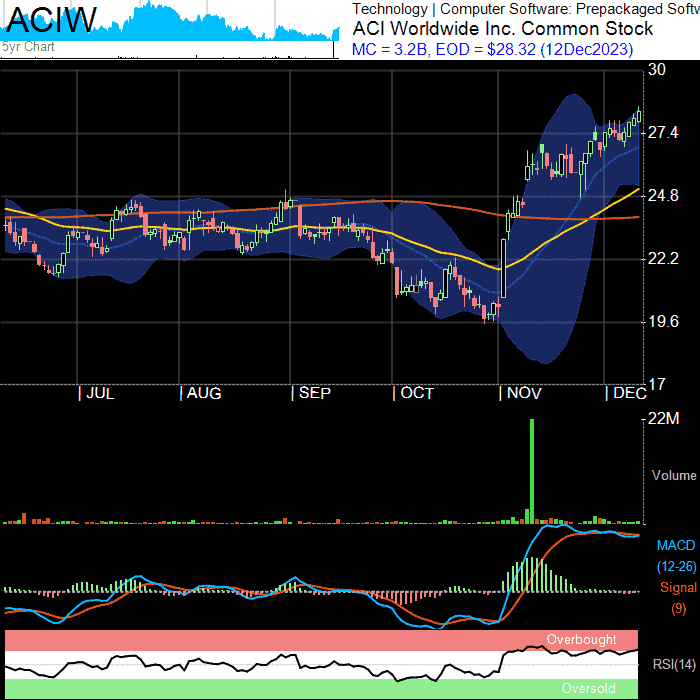 ACIW
5yr Chart
Technology | Computer Software: Prepackaged Softw
ACI Worldwide Inc. Common Stock
MC = 3.2B, EOD = $28.32 (12Dec2023)
30
27.4
24.8
22.2
19.6
17
| JUL | AUG | SEP | OCT | NOV | DEC
22M
Volume
MACD
(12-26)
Signal
(9)
Overbought
RSI(14)
Oversold